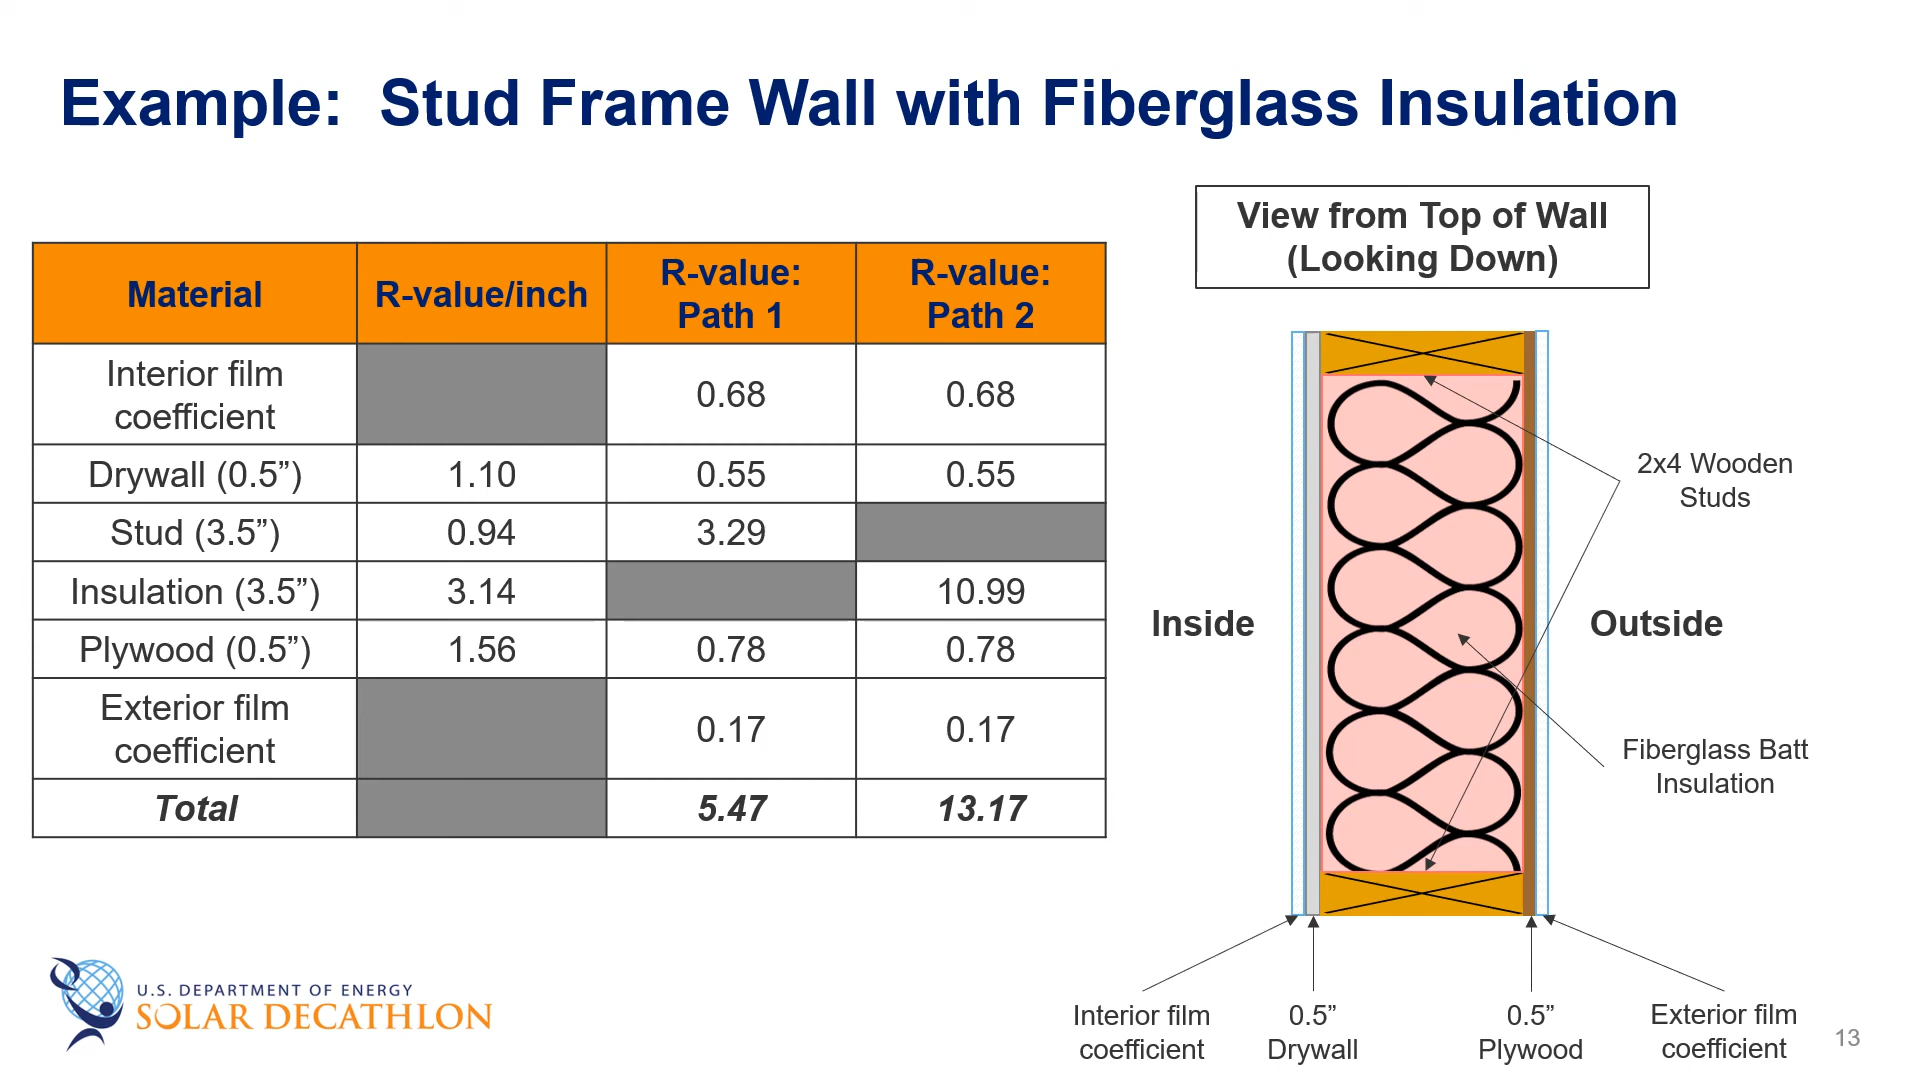 Example:  Stud Frame Wall with Fiberglass Insulation
Material
R-value/inch
R-value:
Path 1
R-value:
Path 2
Interior film
coefficient
0.68
0.68
Drywall (0.5”)
1.10
0.55
0.55
Stud (3.5”)
0.94
3.29
Insulation (3.5”)
3.14
10.99
Plywood (0.5”)
1.56
0.78
0.78
Exterior film
coefficient
0.17
0.17
Total
5.47
13.17
View from Top of Wall
(Looking Down)
2x4 Wooden
Studs
Inside
Outside
Fiberglass Batt
Insulation
Interior film
coefficient
0.5”
Drywall
0.5”
Plywood
Exterior film
coefficient
U.S. DEPARTMENT OF ENERGY
SOLAR DECATHLON
13